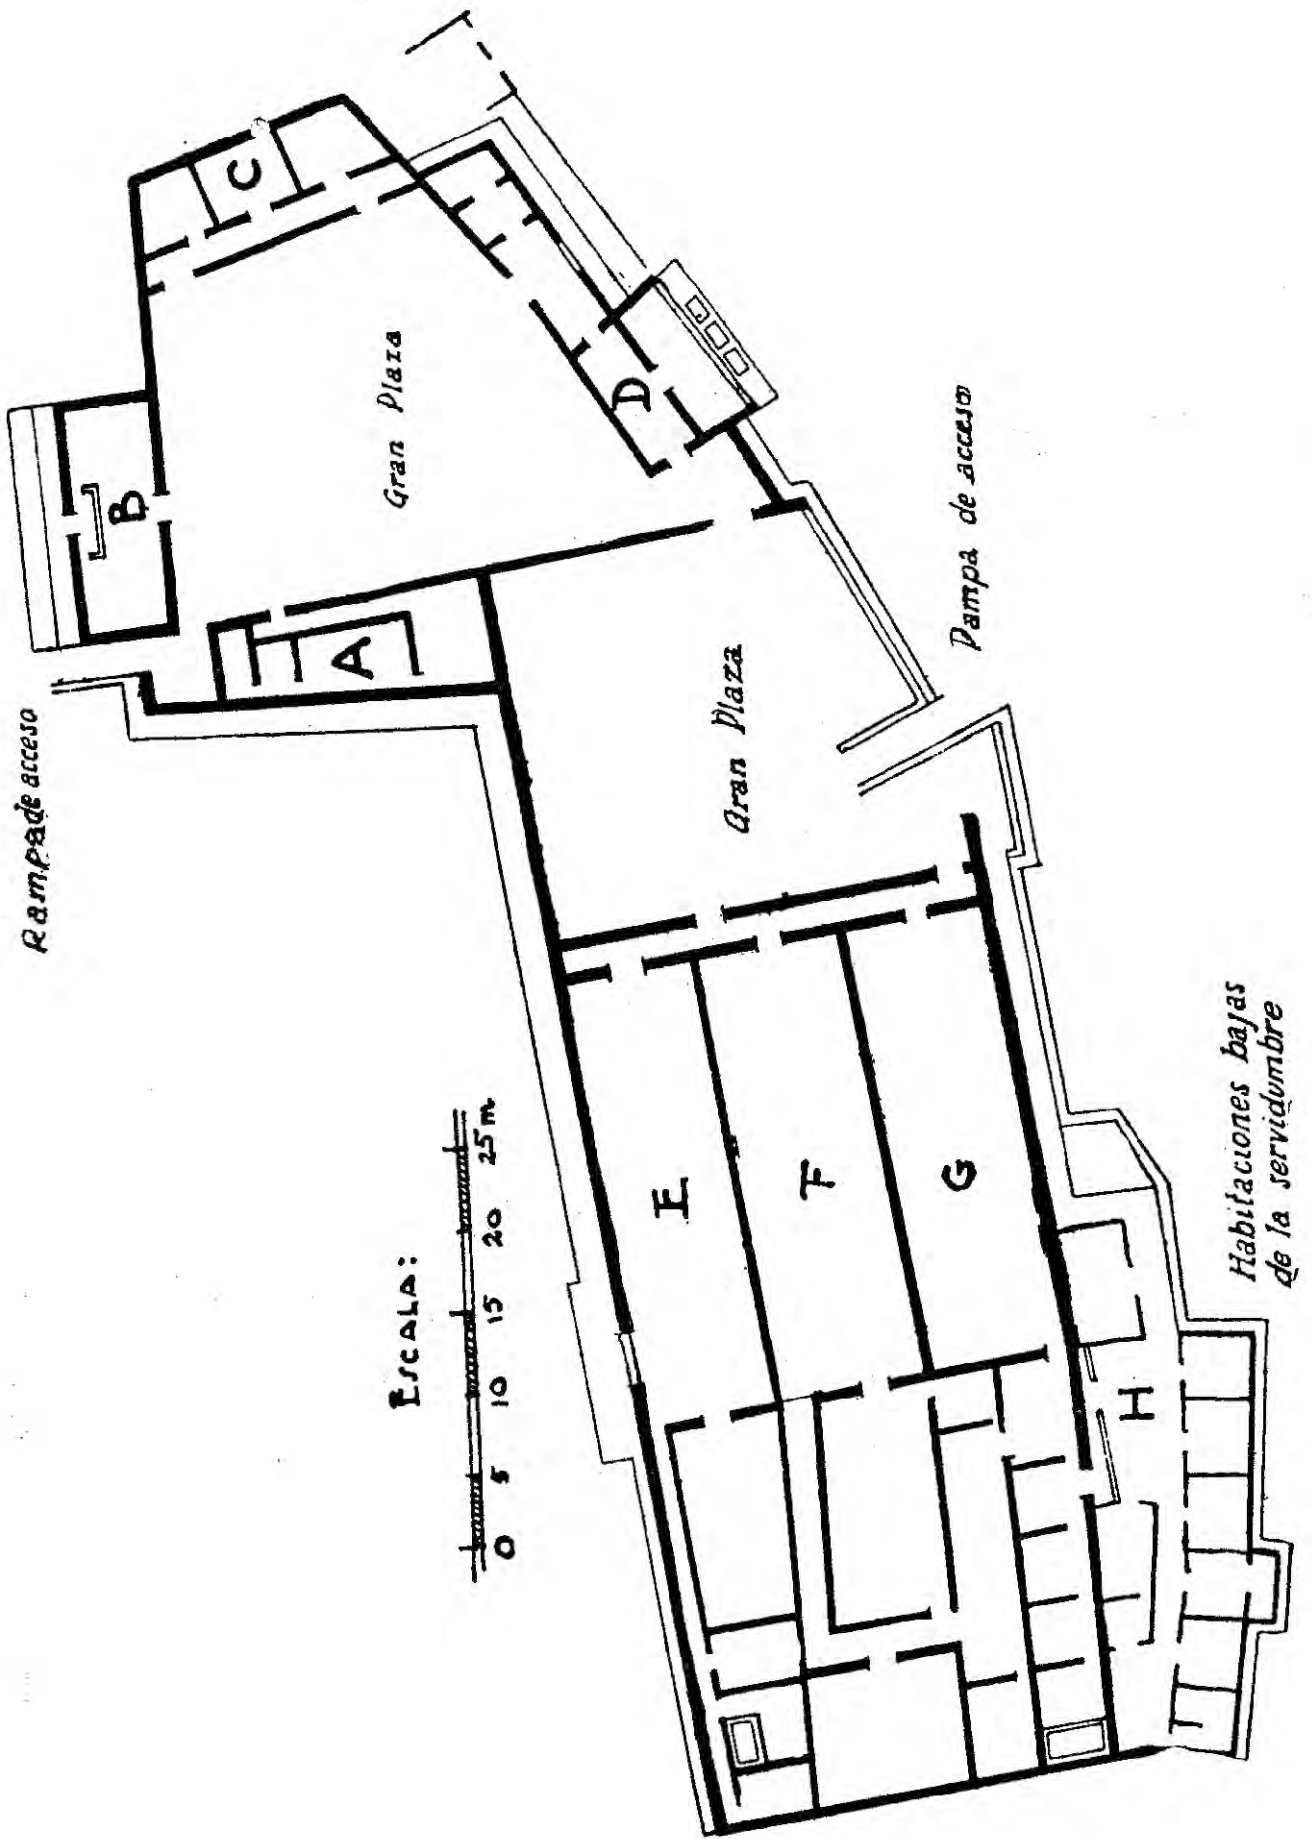 Rampa de acceso
B
C
A
Gran Plaza
ESCALA:
0 5 10 15 20 25 m.
D
E
Gran Plaza
F
G
Pampa de acceso
H
Habitaciones bajas
de la servidumbre